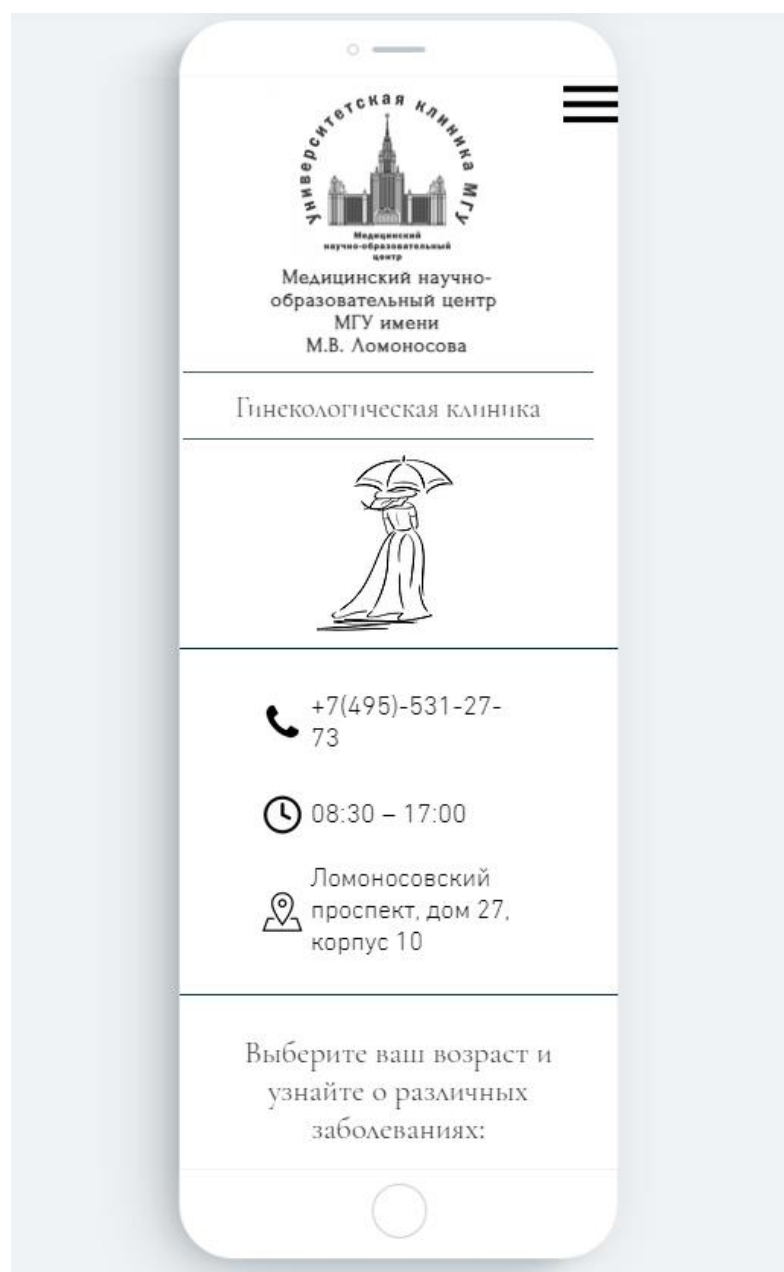 Университетская клиника МГУ
Медицинский
научно-образовательный
центр
Медицинский научно-
образовательный центр
МГУ имени
М.В. Ломоносова
Гинекологическая клиника
+7(495)-531-27-
73
08:30 – 17:00
Ломоносовский
проспект, дом 27,
корпус 10
Выберите ваш возраст и
узнайте о различных
заболеваниях: